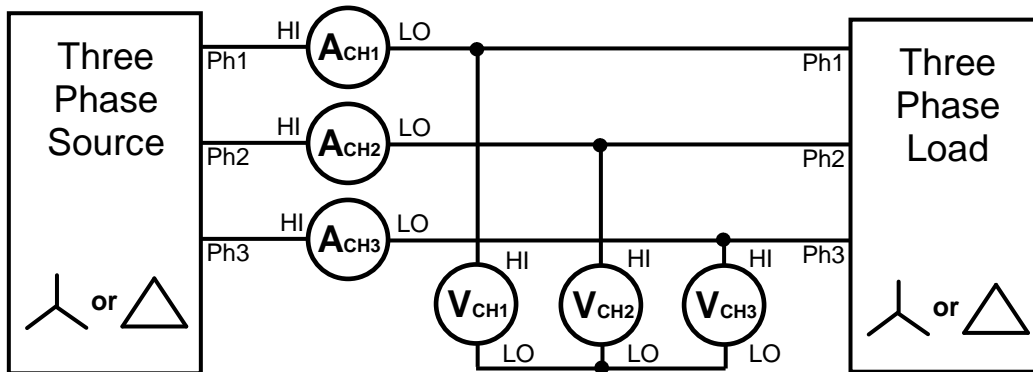 Three
Phase
Source
or
HI
ACH1
LO
Ph1
Ph1
HI
ACH2
LO
Ph2
Ph2
HI
ACH3
LO
Ph3
Ph3
HI
VCH1
LO
HI
VCH2
LO
HI
VCH3
LO
Three
Phase
Load
or